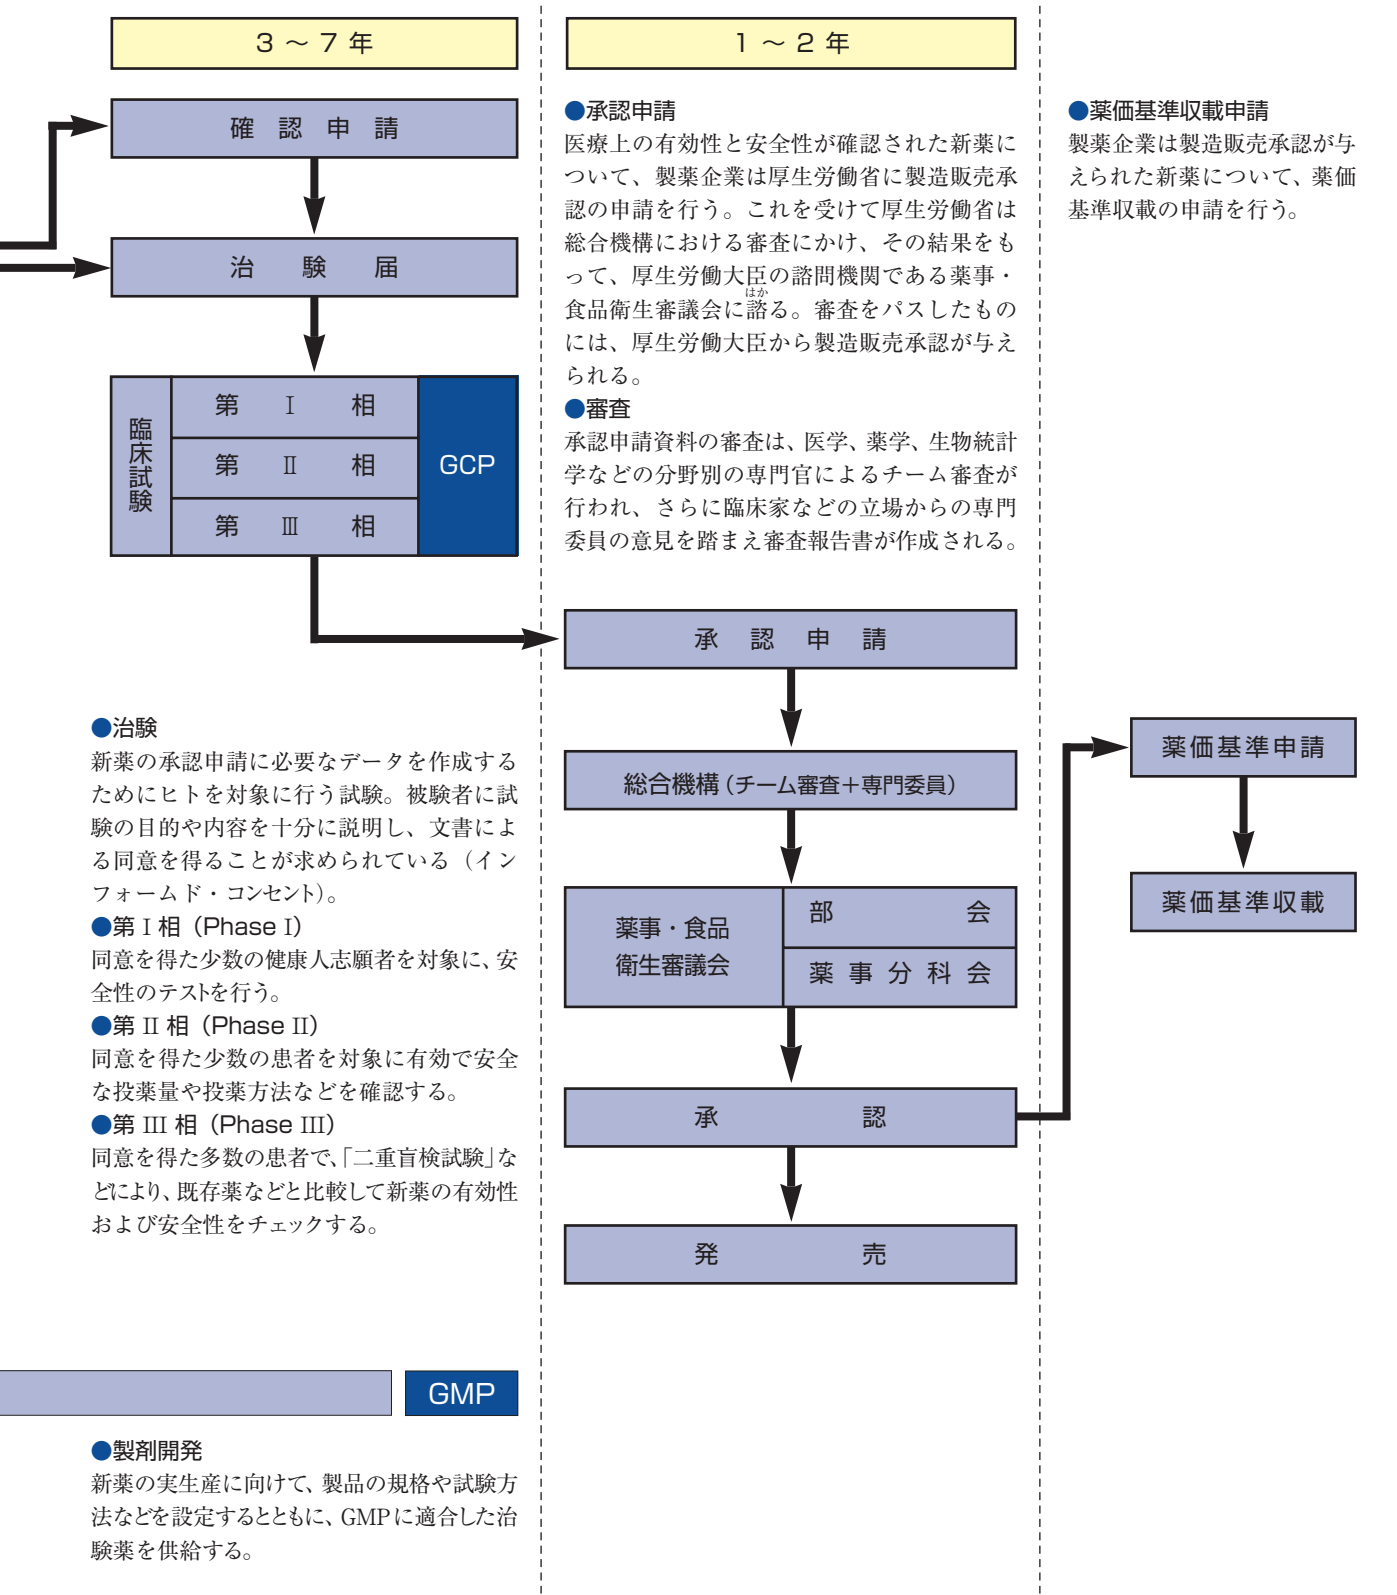 3 ～ 7 年
確 認 申 請
治 験 届
臨床試験
第 Ⅰ 相
第 Ⅱ 相
第 Ⅲ 相
GCP
●治験
新薬の承認申請に必要なデータを作成する
ためにヒトを対象に行う試験。被験者に試
験の目的や内容を十分に説明し、文書によ
る同意を得ることが求められている（イン
フォームド・コンセント）。
●第 I 相（Phase I）
同意を得た少数の健康人志願者を対象に、安
全性のテストを行う。
●第 II 相（Phase II）
同意を得た少数の患者を対象に有効で安全
な投薬量や投薬方法などを確認する。
●第 III 相（Phase III）
同意を得た多数の患者で、「二重盲検試験」な
どにより、既存薬などと比較して新薬の有効性
および安全性をチェックする。
GMP
●製剤開発
新薬の実生産に向けて、製品の規格や試験方
法などを設定するとともに、GMPに適合した治
験薬を供給する。
1 ～ 2 年
●承認申請
医療上の有効性と安全性が確認された新薬に
ついて、製薬企業は厚生労働省に製造販売承
認の申請を行う。これを受けて厚生労働省は
総合機構における審査にかけ、その結果をも
って、厚生労働大臣の諮問機関である薬事・
はか
食品衛生審議会に諮る。審査をパスしたもの
には、厚生労働大臣から製造販売承認が与え
られる。
●審査
承認申請資料の審査は、医学、薬学、生物統計
学などの分野別の専門官によるチーム審査が
行われ、さらに臨床家などの立場からの専門
委員の意見を踏まえ審査報告書が作成される。
承 認 申 請
総合機構（チーム審査＋専門委員）
薬事・食品
衛生審議会
部 会
薬 事 分 科 会
承 認
発 売
●薬価基準収載申請
製薬企業は製造販売承認が与
えられた新薬について、薬価
基準収載の申請を行う。
薬価基準申請
薬価基準収載